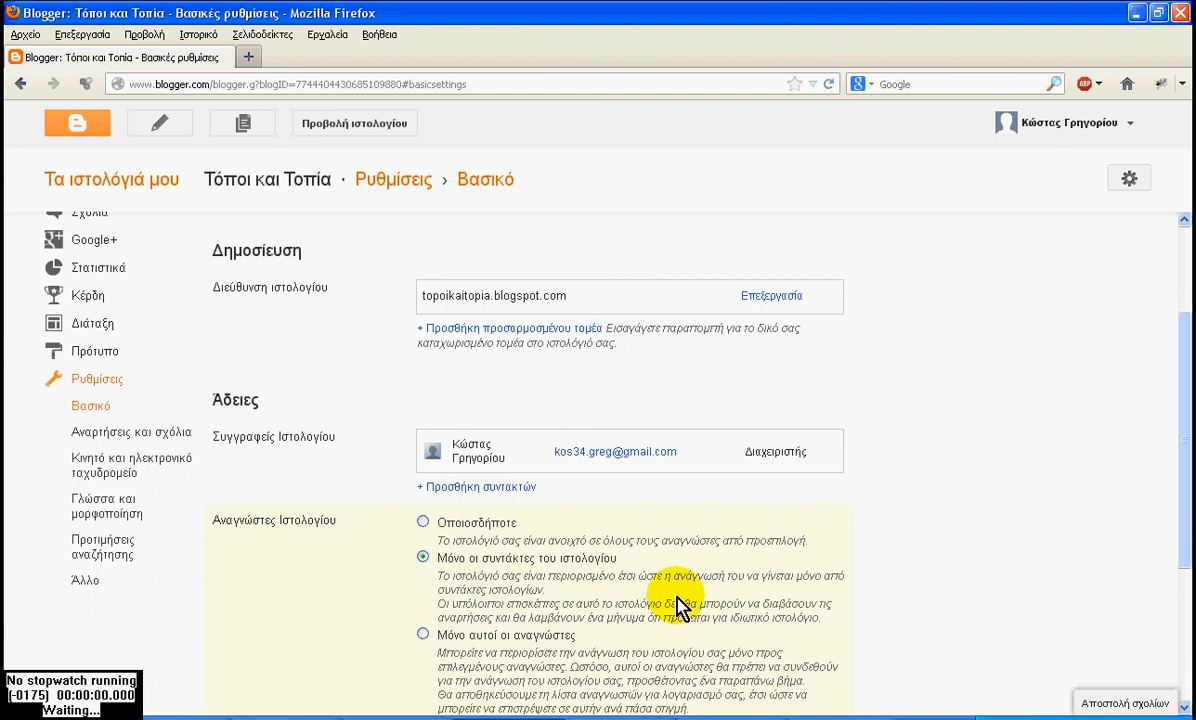 Blogger: Τόποι και Τοπία - Βασικές ρυθμίσεις - Mozilla Firefox
Αρχείο Επεξεργασία Προβολή Ιστορικό Σελιδοδείκτες Εργαλεία Βοήθεια
Blogger: Τόποι και Τοπία - Βασικές ρυθμίσεις
www.blogger.com/blogger.g?blogID=7744404430685109880#basicsettings
Google
Προβολή ιστολογίου
Κώστας Γρηγορίου
Τα ιστολόγιά μου
Τόποι και Τοπία · Ρυθμίσεις › Βασικό
Σχόλια
Google+
Στατιστικά
Κέρδη
Διάταξη
Πρότυπο
Ρυθμίσεις
Βασικό
Αναρτήσεις και σχόλια
Κινητό και ηλεκτρονικό
ταχυδρομείο
Γλώσσα και
μορφοποίηση
Προτιμήσεις
αναζήτησης
Άλλο
Δημοσίευση
Διεύθυνση ιστολογίου
topoikaitopia.blogspot.com
Επεξεργασία
+ Προσθήκη προσαρμοσμένου τομέα Εισαγάγετε παραπομπή για το δικό σας
καταχωρισμένο τομέα στο ιστολόγιό σας.
Άδειες
Συγγραφείς Ιστολογίου
Κώστας
Γρηγορίου
kos34.greg@gmail.com
Διαχειριστής
+ Προσθήκη συντακτών
Αναγνώστες Ιστολογίου
Οποιοσδήποτε
Το ιστολόγιό σας είναι ανοιχτό σε όλους τους αναγνώστες από προεπιλογή.
Μόνο οι συντάκτες του ιστολογίου
Το ιστολόγιό σας είναι περιορισμένο έτσι ώστε η ανάγνωσή του να γίνεται μόνο από
συντάκτες ιστολογίων.
Οι υπόλοιποι επισκέπτες σε αυτό το ιστολόγιο δεν θα μπορούν να διαβάσουν τις
αναρτήσεις και θα λαμβάνουν ένα μήνυμα ότι πρόκειται για ιδιωτικό ιστολόγιο.
Μόνο αυτοί οι αναγνώστες
Μπορείτε να περιορίσετε την ανάγνωση του ιστολογίου σας μόνο προς
επιλεγμένους αναγνώστες. Ωστόσο, αυτοί οι αναγνώστες θα πρέπει να συνδεθούν
για την ανάγνωση του ιστολογίου σας, προσθέτοντας ένα παραπάνω βήμα.
Θα αποθηκεύσουμε τη λίστα αναγνωστών για λογαριασμό σας, έτσι ώστε να
μπορείτε να επιστρέψετε σε αυτήν ανά πάσα στιγμή.
Αποστολή σχολίων
No stopwatch running
(-0175) 00:00:00.000
Waiting...